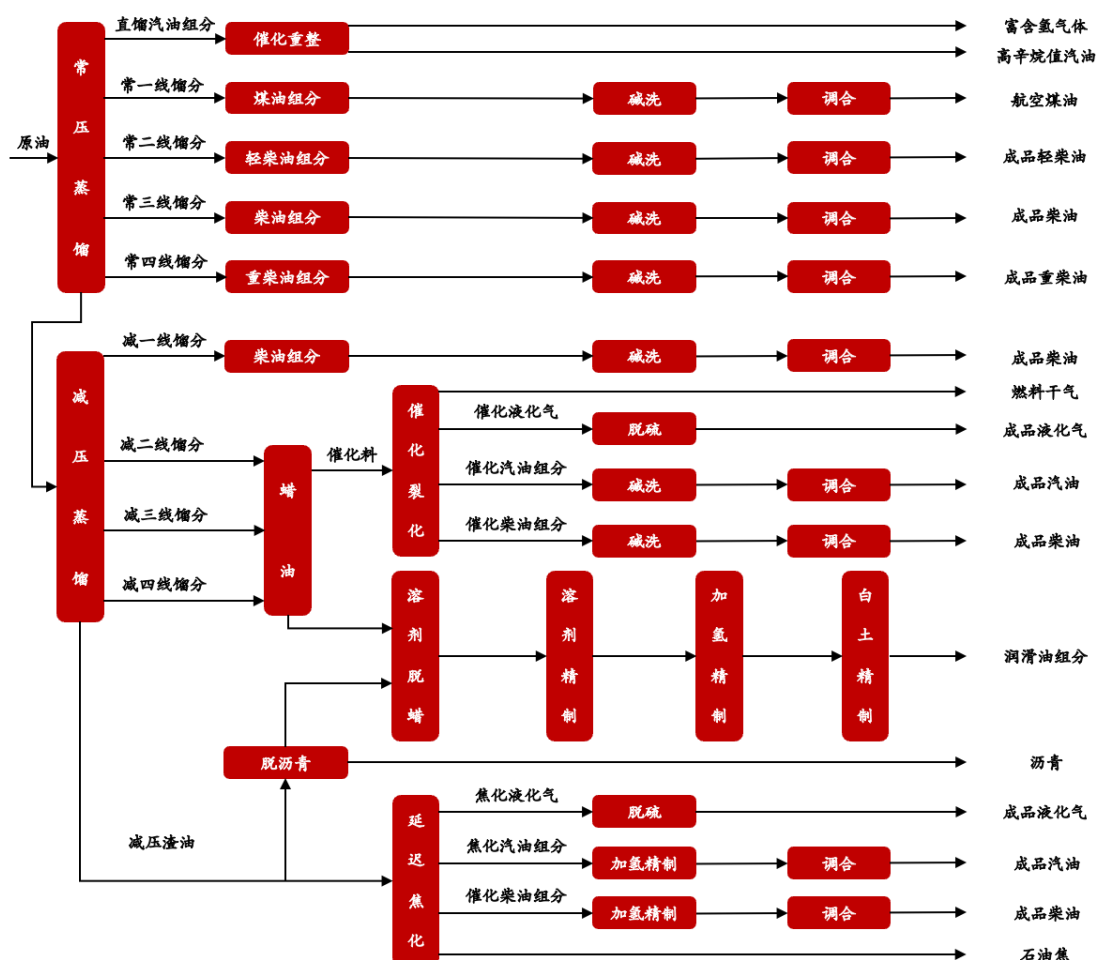 直馏汽油组分
催化重整
富含氢气体
高辛烷值汽油
原油
常压蒸馏
常一线馏分
煤油组分
碱洗
调合
航空煤油
常二线馏分
轻柴油组分
碱洗
调合
成品轻柴油
常三线馏分
柴油组分
碱洗
调合
成品柴油
常四线馏分
重柴油组分
碱洗
调合
成品重柴油
减压蒸馏
减一线馏分
柴油组分
碱洗
调合
成品柴油
减二线馏分
减三线馏分
减四线馏分
蜡油
催化料
催化裂化
燃料干气
催化液化气
脱硫
成品液化气
催化汽油组分
碱洗
调合
成品汽油
催化柴油组分
碱洗
调合
成品柴油
溶剂脱蜡
溶剂精制
加氢精制
白土精制
润滑油组分
脱沥青
沥青
减压渣油
延迟焦化
焦化液化气
脱硫
成品液化气
焦化汽油组分
加氢精制
调合
成品汽油
催化柴油组分
加氢精制
调合
成品柴油
石油焦